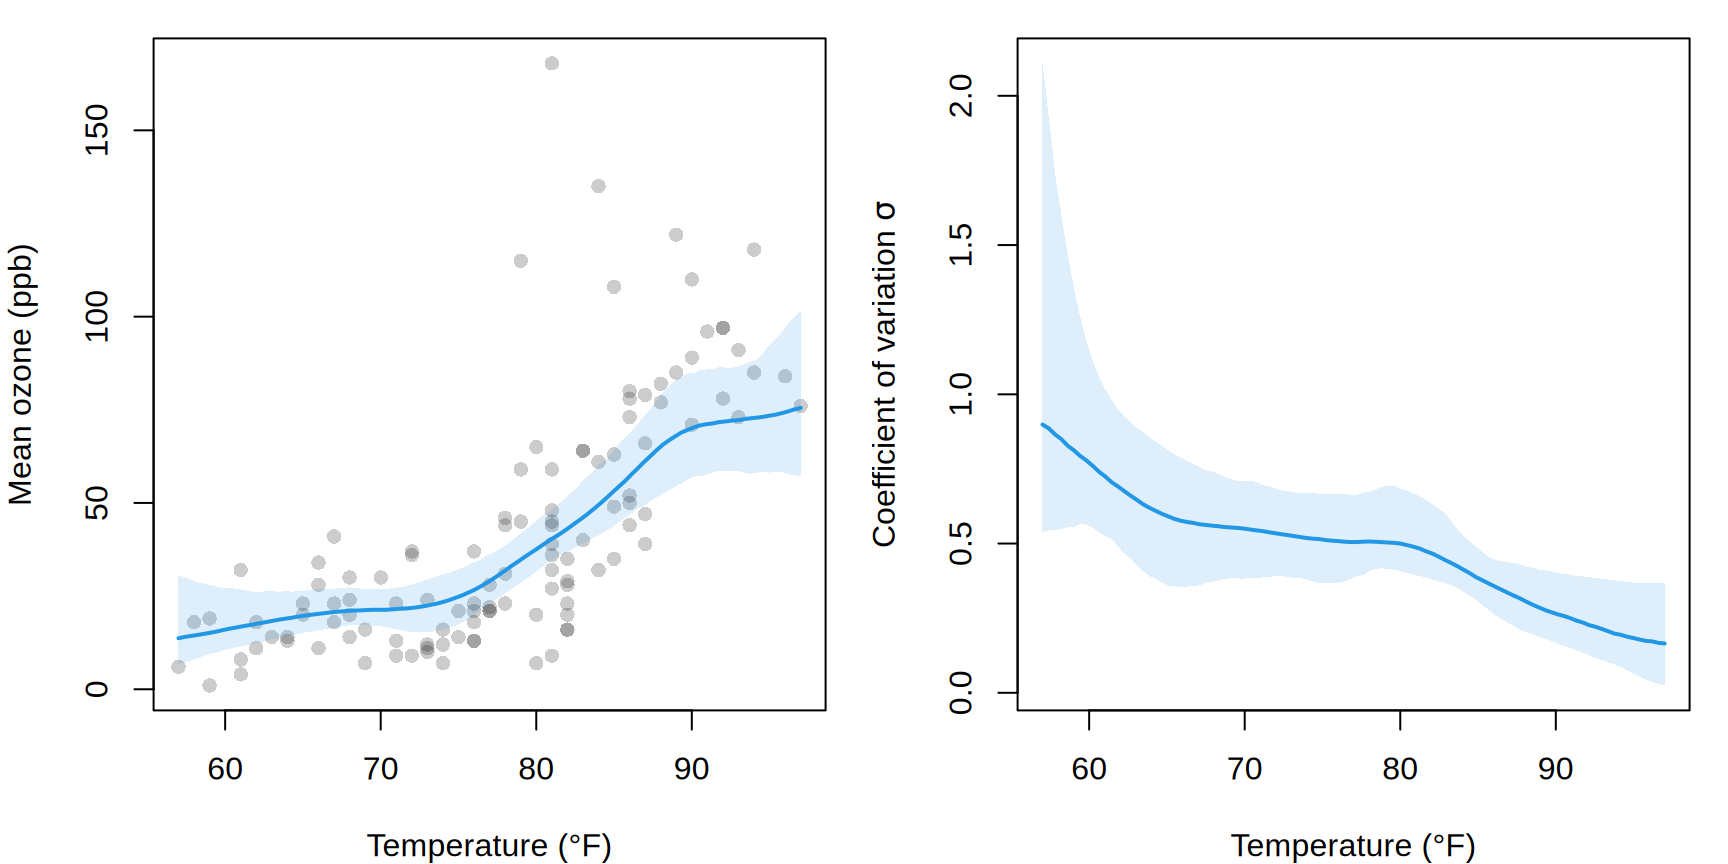 Mean ozone (ppb)
150
100
50
0
60 70 80 90
Temperature (°F)
Coefficient of variation σ
2.0
1.5
1.0
0.5
0.0
60 70 80 90
Temperature (°F)